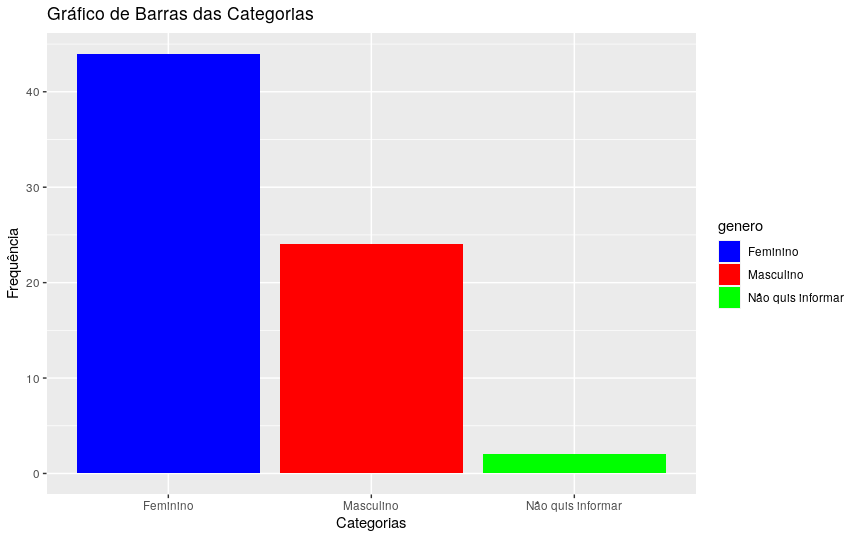 Gráfico de Barras das Categorias
Frequência
40
30
20
10
0
Feminino
Masculino
Não quis informar
Categorias
genero
Feminino
Masculino
Não quis informar